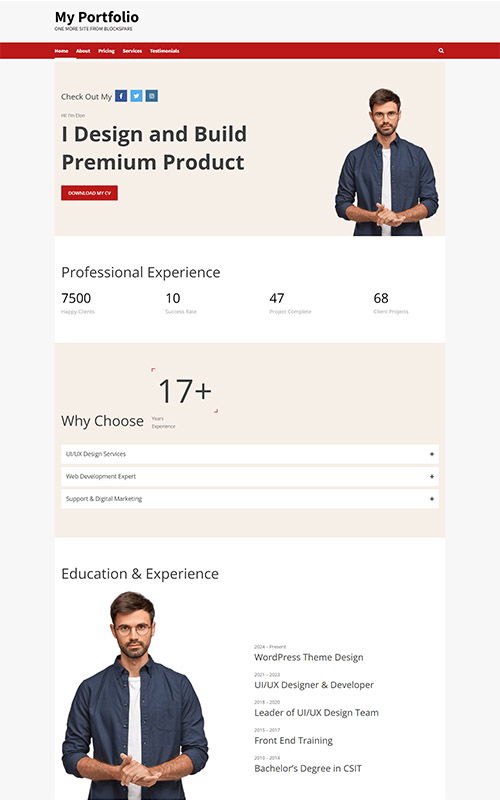 My Portfolio
ONE MORE SITE FROM BLOCKSPARE
Home About Pricing Services Testimonials
Check Out My
Hi! I'm Doe
I Design and Build
Premium Product
DOWNLOAD MY CV
Professional Experience
7500 10 47 68
Happy Clients Success Rate Project Complete Client Projects
17+
Why Choose
Years
Experience
UI/UX Design Services
Web Development Expert
Support & Digital Marketing
Education & Experience
2024 - Present
WordPress Theme Design
2021 - 2023
UI/UX Designer & Developer
2018 - 2020
Leader of UI/UX Design Team
2015 - 2017
Front End Training
2010 - 2014
Bachelor's Degree in CSIT